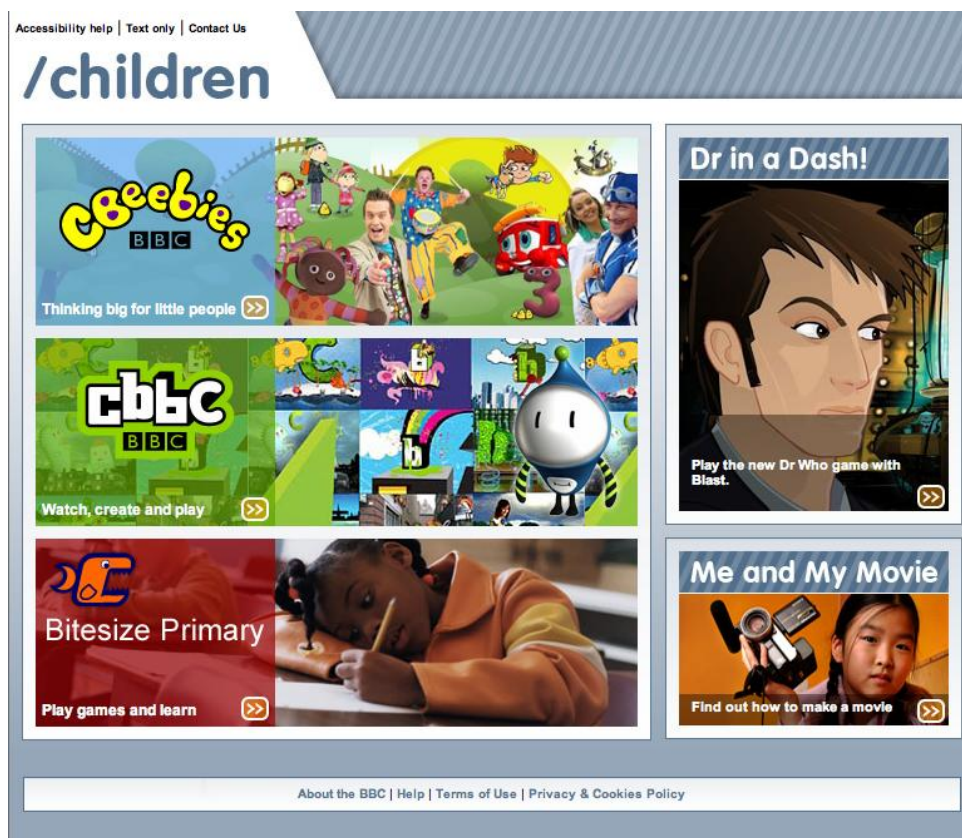 Accessibility help | Text only | Contact Us
/children
CBeebies
BBC
Thinking big for little people
cbbc
BBC
Watch, create and play
Bitesize Primary
Play games and learn
Dr in a Dash!
Play the new Dr Who game with
Blast.
Me and My Movie
Find out how to make a movie
About the BBC | Help | Terms of Use | Privacy & Cookies Policy